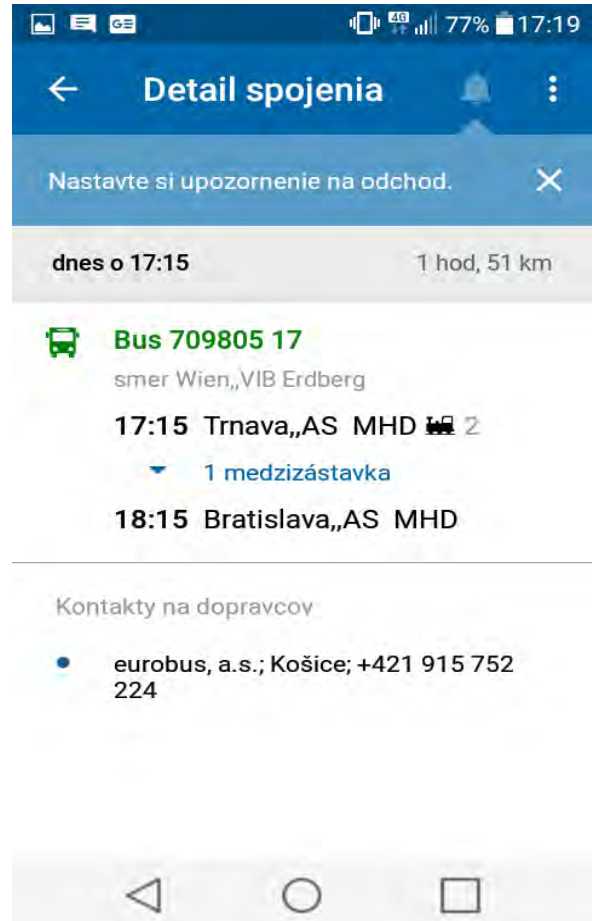 GE 4G 77% 17:19
Detail spojenia
Nastavte si upozornenie na odchod.
dnes o 17:15 1 hod, 51 km
Bus 709805 17
smer Wien,,VIB Erdberg
17:15 Trnava,,AS MHD 2
1 medzizástavka
18:15 Bratislava,,AS MHD
Kontakty na dopravcov
eurobus, a.s.; Košice; +421 915 752
224